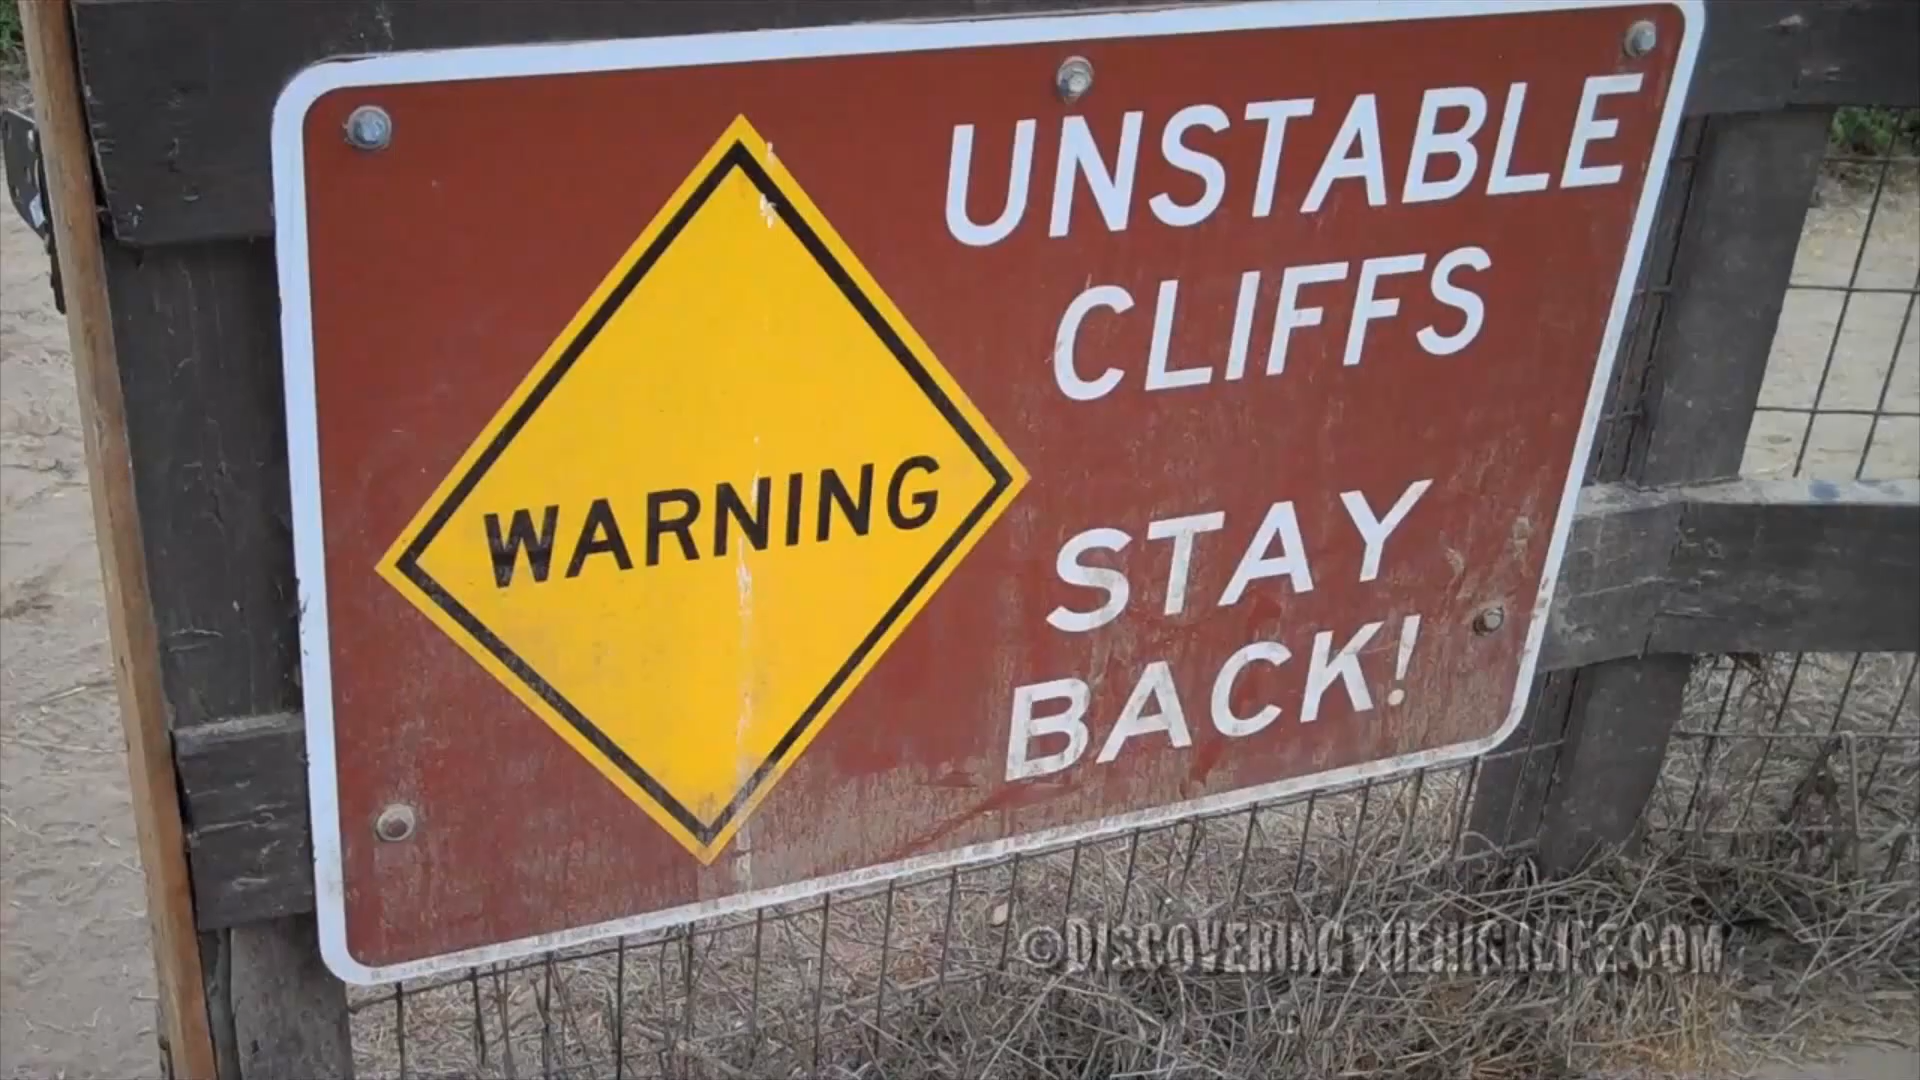 WARNING
UNSTABLE
CLIFFS
STAY
BACK!
©DISCOVERINGTHEHIGHLIFE.COM